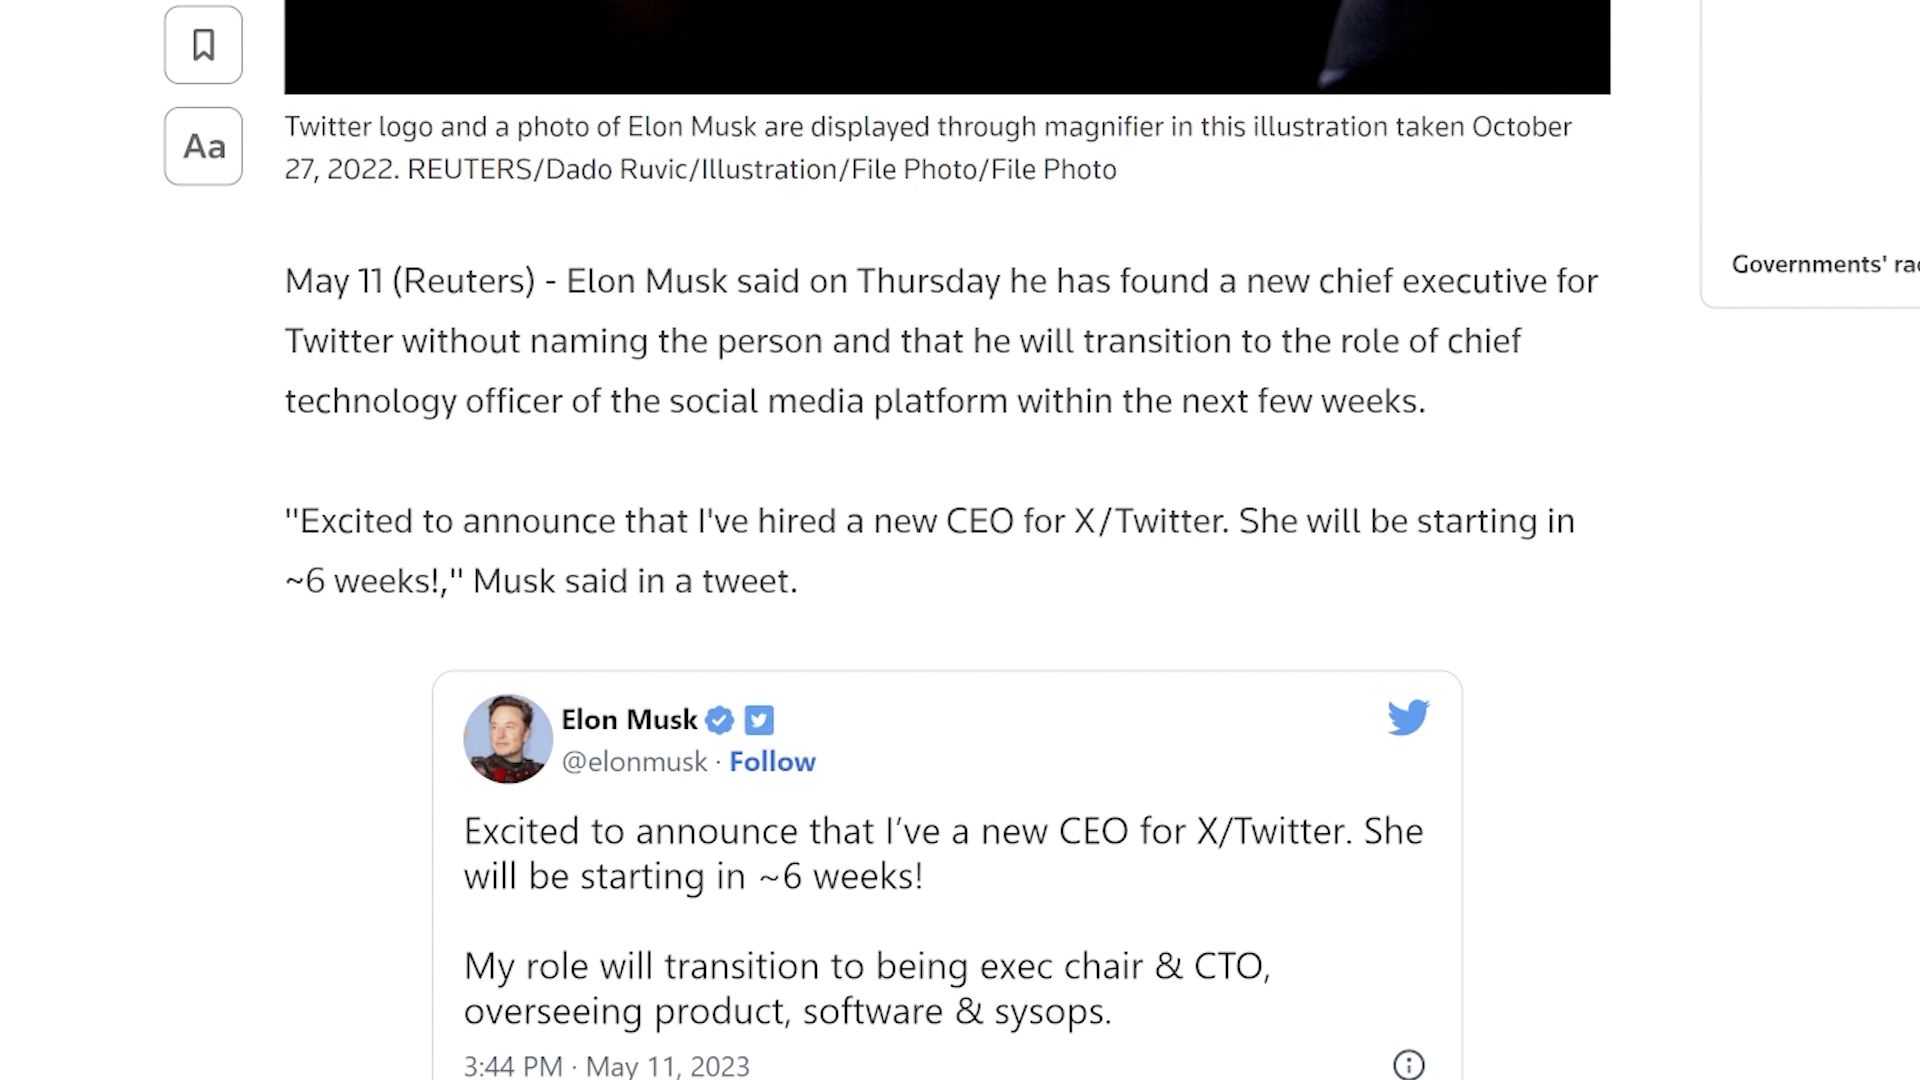 Aa
Twitter logo and a photo of Elon Musk are displayed through magnifier in this illustration taken October
27, 2022. REUTERS/Dado Ruvic/Illustration/File Photo/File Photo
May 11 (Reuters) - Elon Musk said on Thursday he has found a new chief executive for
Twitter without naming the person and that he will transition to the role of chief
technology officer of the social media platform within the next few weeks.
"Excited to announce that I've hired a new CEO for X/Twitter. She will be starting in
~6 weeks!," Musk said in a tweet.
Elon Musk
@elonmusk · Follow
Excited to announce that I’ve a new CEO for X/Twitter. She
will be starting in ~6 weeks!
My role will transition to being exec chair & CTO,
overseeing product, software & sysops.
3:44 PM · May 11, 2023
Governments'